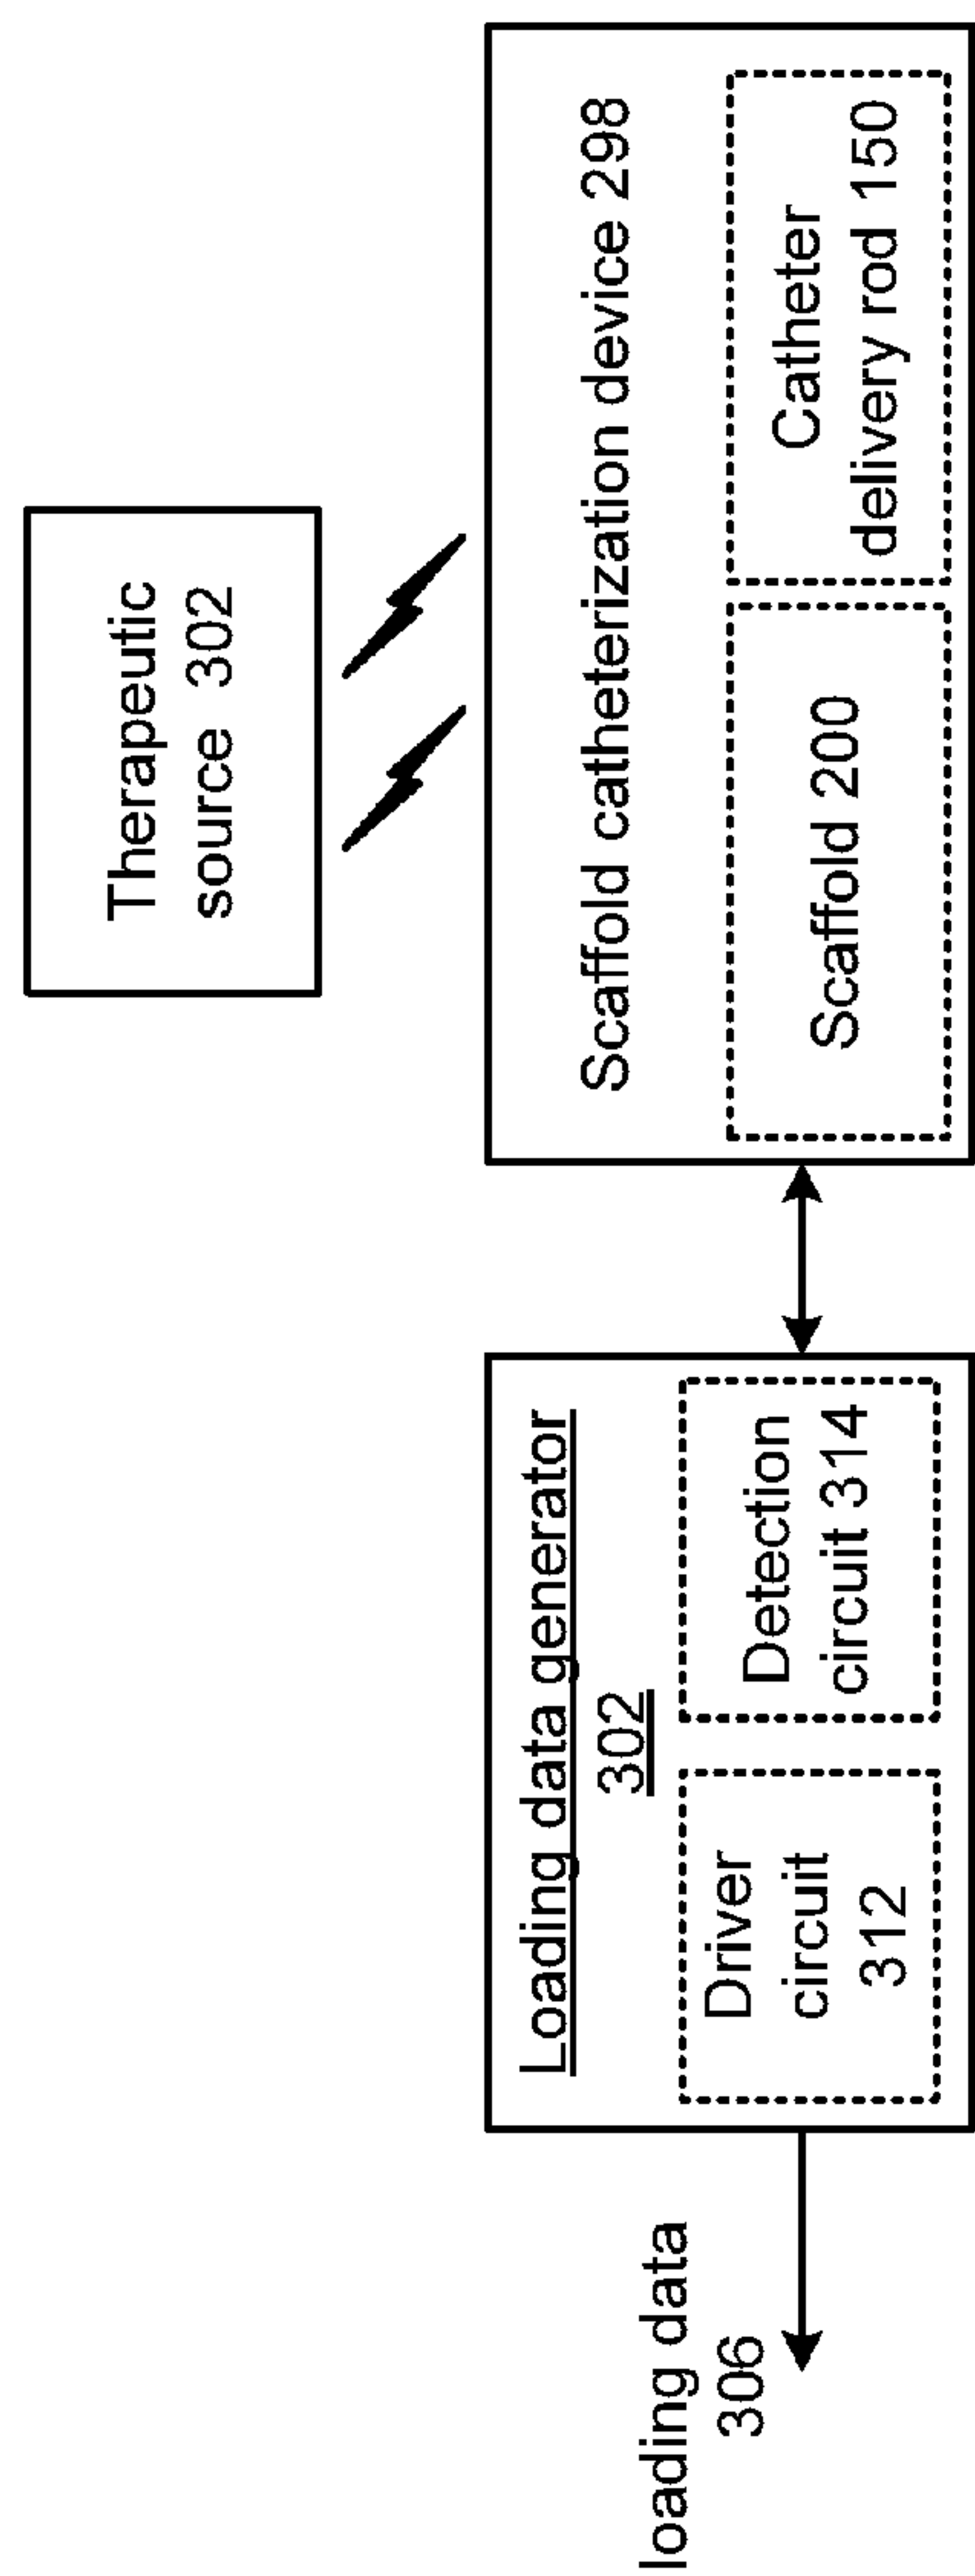 Therapeutic
source 302
loading data
306
Loading data generator
302
Driver
circuit
312
Detection
circuit 314
Scaffold catheterization device 298
Scaffold 200
Catheter
delivery rod 150